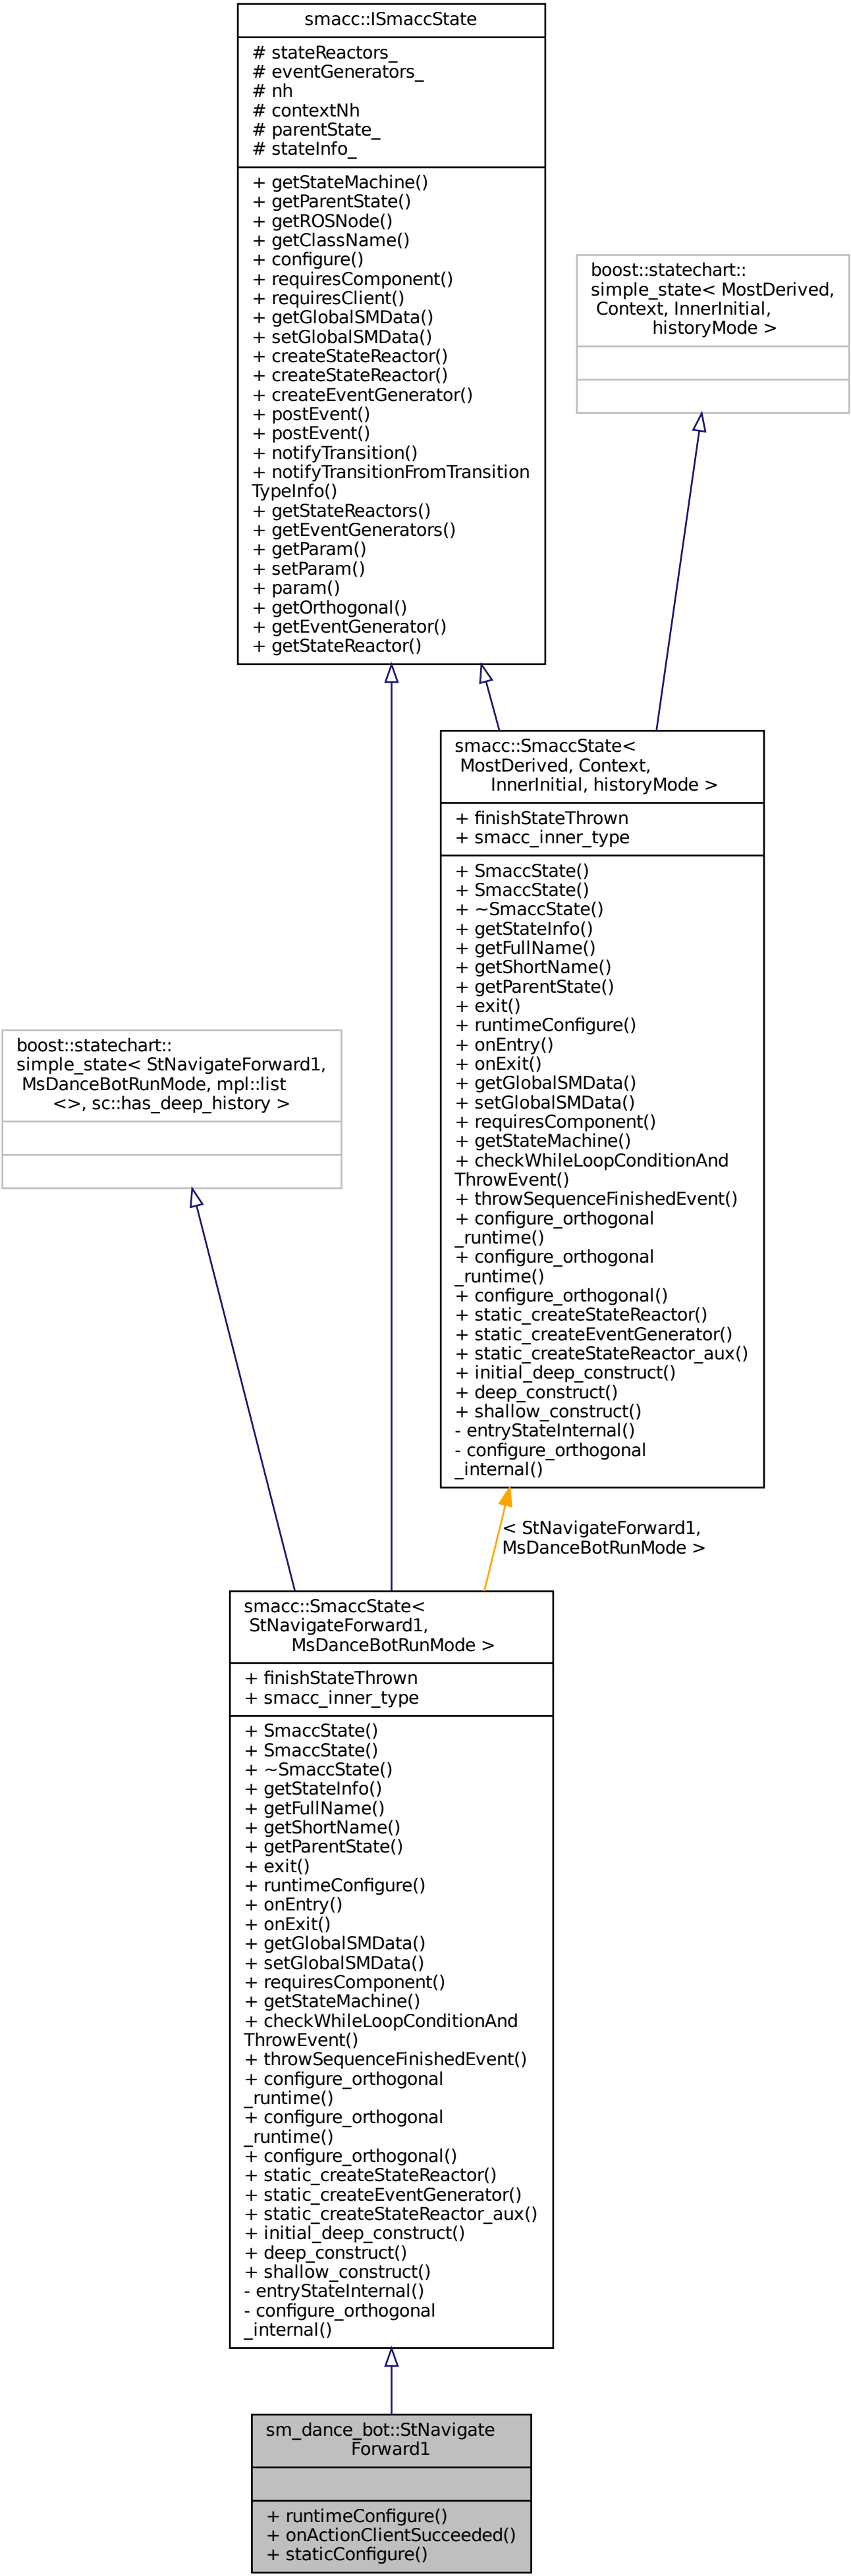 smacc::ISmaccState
# stateReactors_
# eventGenerators_
# nh
# contextNh
# parentState_
# stateInfo_
+ getStateMachine()
+ getParentState()
+ getROSNode()
+ getClassName()
+ configure()
+ requiresComponent()
+ requiresClient()
+ getGlobalSMData()
+ setGlobalSMData()
+ createStateReactor()
+ createStateReactor()
+ createEventGenerator()
+ postEvent()
+ postEvent()
+ notifyTransition()
+ notifyTransitionFromTransition
TypeInfo()
+ getStateReactors()
+ getEventGenerators()
+ getParam()
+ setParam()
+ param()
+ getOrthogonal()
+ getEventGenerator()
+ getStateReactor()
boost::statechart::
simple_state< MostDerived,
Context, InnerInitial,
historyMode >
smacc::SmaccState<
MostDerived, Context,
InnerInitial, historyMode >
+ finishStateThrown
+ smacc_inner_type
+ SmaccState()
+ SmaccState()
+ ~SmaccState()
+ getStateInfo()
+ getFullName()
+ getShortName()
+ getParentState()
+ exit()
+ runtimeConfigure()
+ onEntry()
+ onExit()
+ getGlobalSMData()
+ setGlobalSMData()
+ requiresComponent()
+ getStateMachine()
+ checkWhileLoopConditionAnd
ThrowEvent()
+ throwSequenceFinishedEvent()
+ configure_orthogonal
_runtime()
+ configure_orthogonal
_runtime()
+ configure_orthogonal()
+ static_createStateReactor()
+ static_createEventGenerator()
+ static_createStateReactor_aux()
+ initial_deep_construct()
+ deep_construct()
+ shallow_construct()
- entryStateInternal()
- configure_orthogonal
_internal()
boost::statechart::
simple_state< StNavigateForward1,
MsDanceBotRunMode, mpl::list
<>, sc::has_deep_history >
< StNavigateForward1,
MsDanceBotRunMode >
smacc::SmaccState<
StNavigateForward1,
MsDanceBotRunMode >
+ finishStateThrown
+ smacc_inner_type
+ SmaccState()
+ SmaccState()
+ ~SmaccState()
+ getStateInfo()
+ getFullName()
+ getShortName()
+ getParentState()
+ exit()
+ runtimeConfigure()
+ onEntry()
+ onExit()
+ getGlobalSMData()
+ setGlobalSMData()
+ requiresComponent()
+ getStateMachine()
+ checkWhileLoopConditionAnd
ThrowEvent()
+ throwSequenceFinishedEvent()
+ configure_orthogonal
_runtime()
+ configure_orthogonal
_runtime()
+ configure_orthogonal()
+ static_createStateReactor()
+ static_createEventGenerator()
+ static_createStateReactor_aux()
+ initial_deep_construct()
+ deep_construct()
+ shallow_construct()
- entryStateInternal()
- configure_orthogonal
_internal()
sm_dance_bot::StNavigate
Forward1
+ runtimeConfigure()
+ onActionClientSucceeded()
+ staticConfigure()